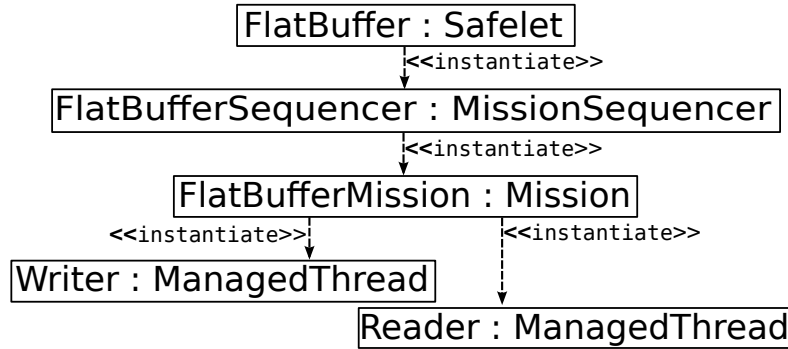 FlatBuffer : Safelet
<<instantiate>>
FlatBufferSequencer : MissionSequencer
<<instantiate>>
FlatBufferMission : Mission
<<instantiate>>
<<instantiate>>
Writer : ManagedThread
Reader : ManagedThread